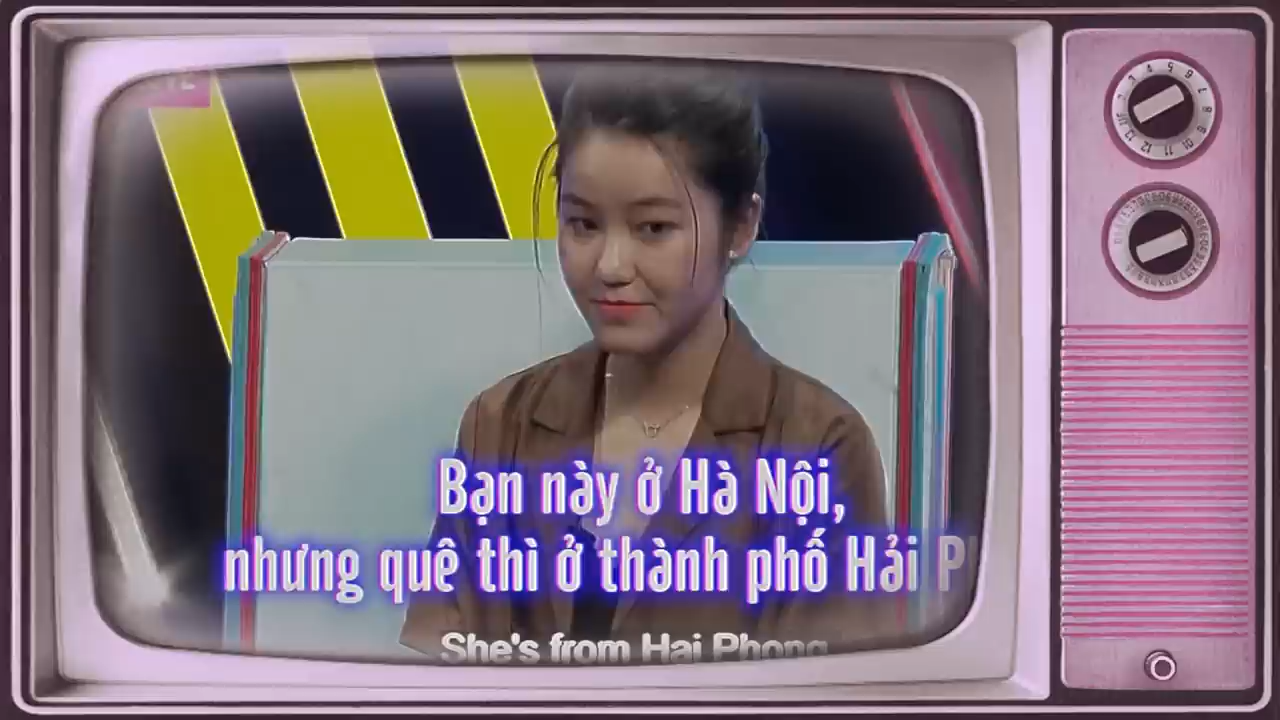 Bạn này ở Hà Nội,
nhưng quê thì ở thành phố Hải
She's from Hai Phong